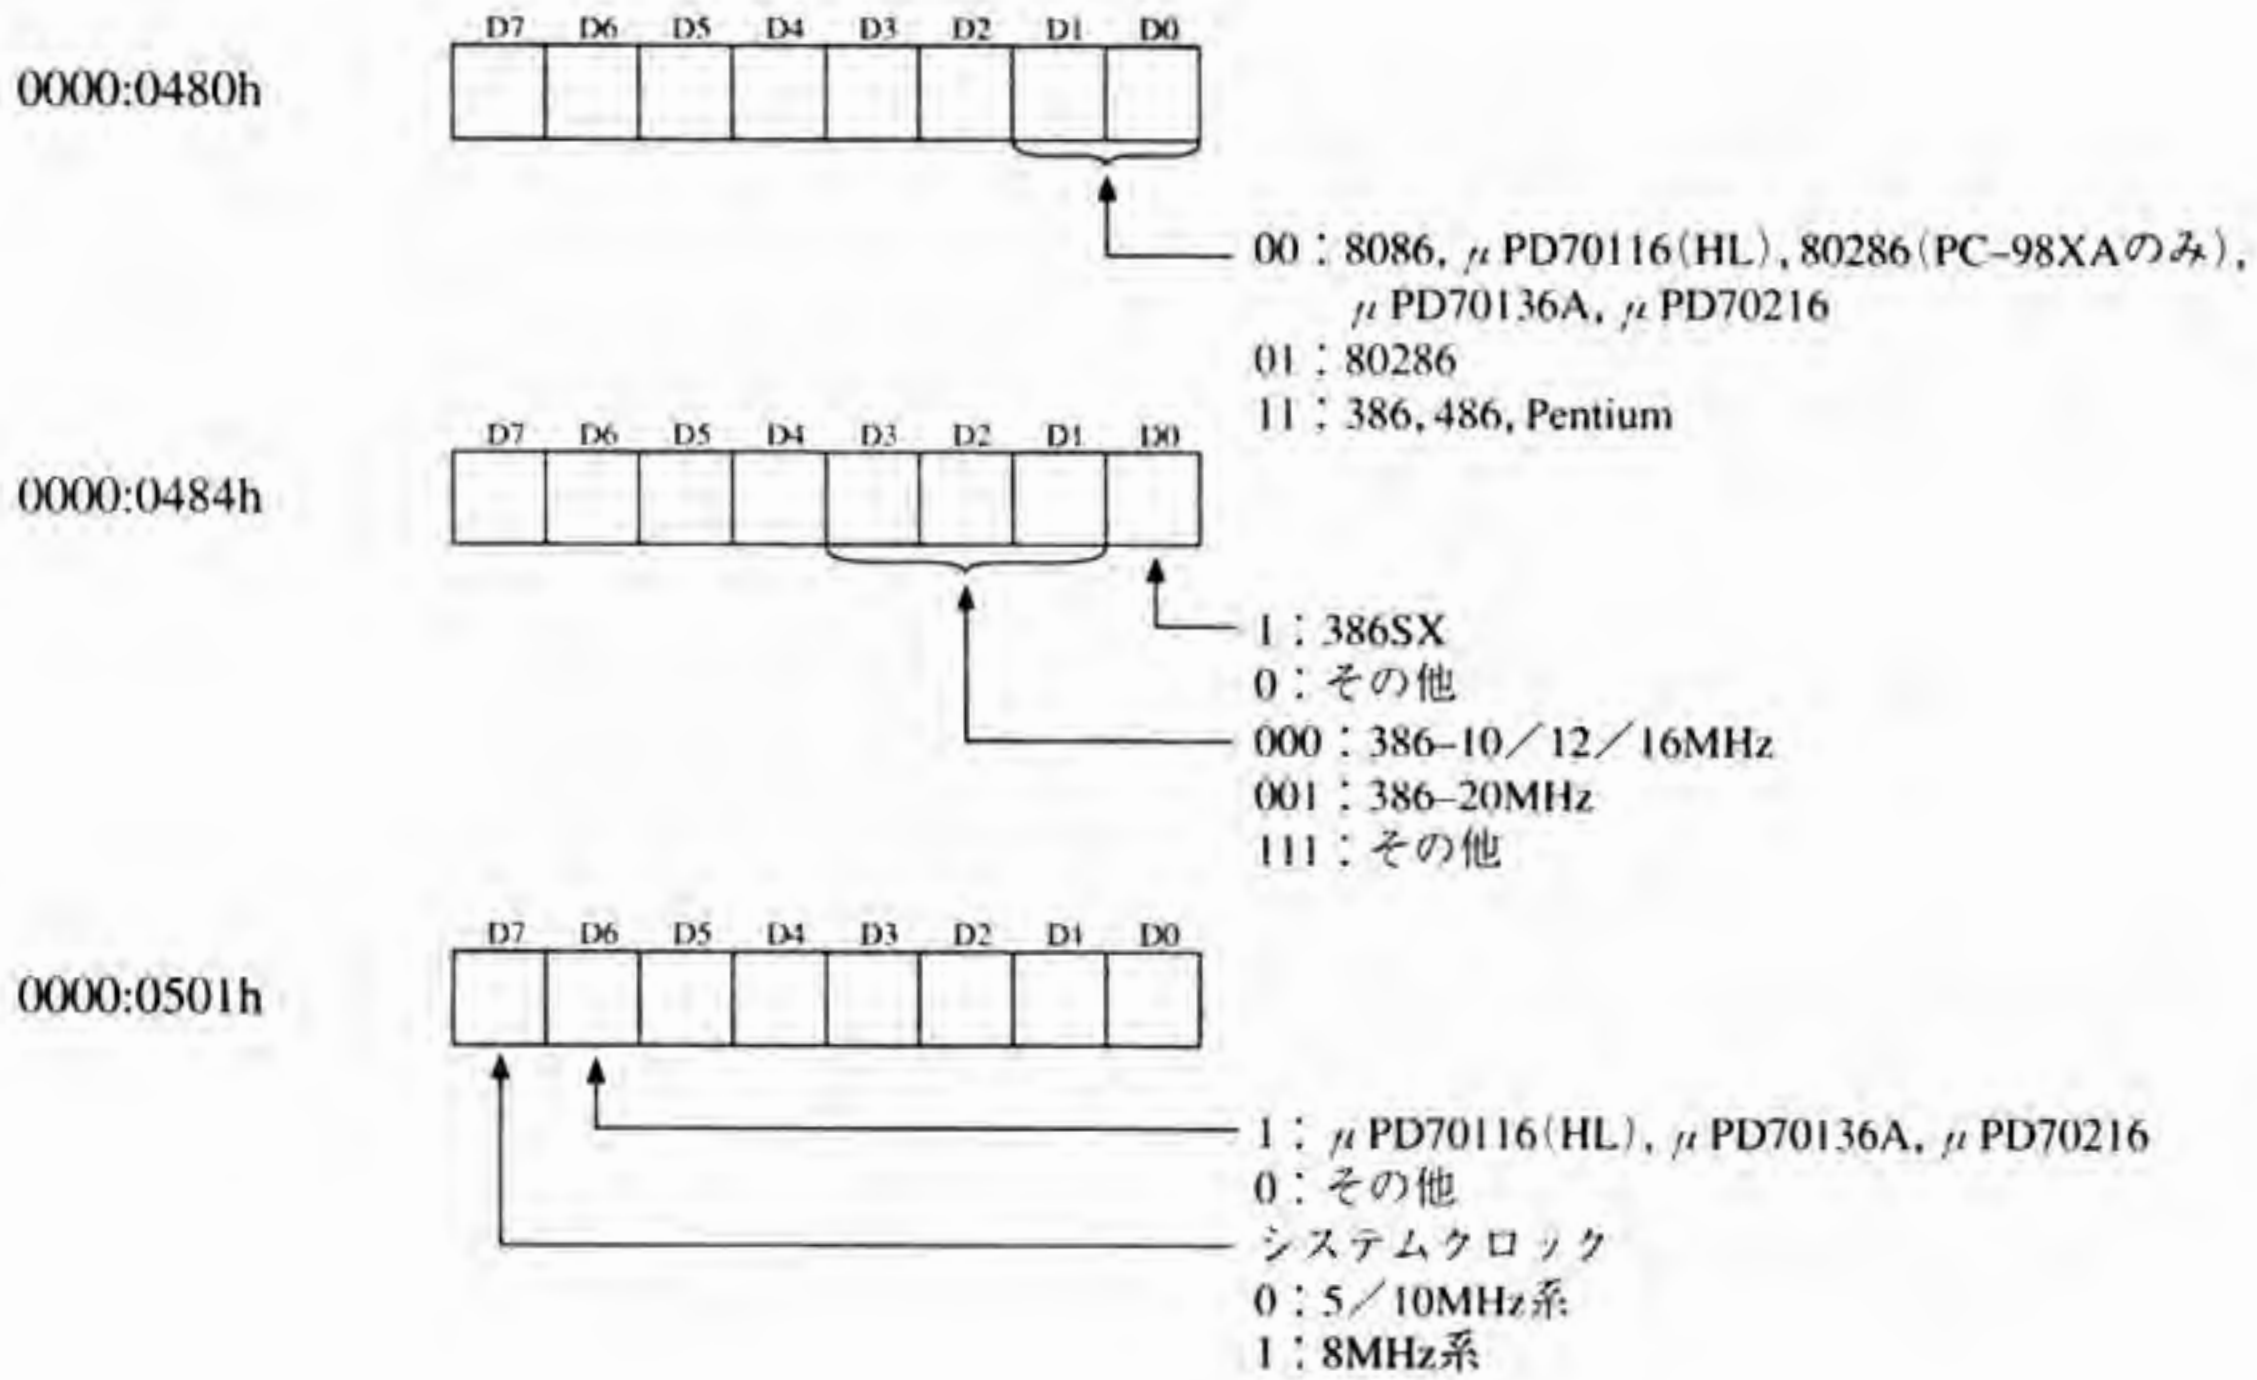 D7 D6 D5 D4 D3 D2 D1 D0
0000:0480h
00：8086, μPD70116(HL), 80286(PC-98XAのみ),
μPD70136A, μPD70216
01：80286
11：386, 486, Pentium
D7 D6 D5 D4 D3 D2 D1 D0
0000:0484h
1：386SX
0：その他
000：386-10／12／16MHz
001：386-20MHz
111：その他
D7 D6 D5 D4 D3 D2 D1 D0
0000:0501h
1：μPD70116(HL), μPD70136A, μPD70216
0：その他
システムクロック
0：5／10MHz系
1：8MHz系